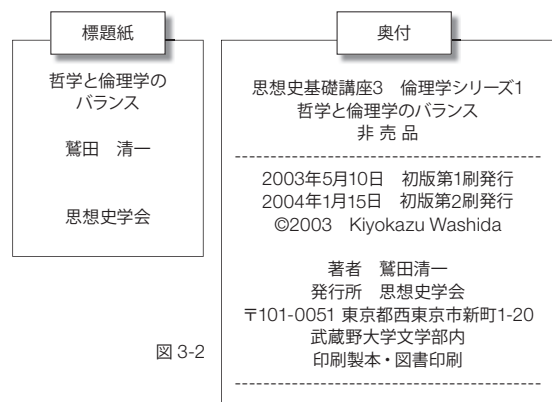 標題紙
哲学と倫理学の
バランス
鷲田　清一
思想史学会
奥付
思想史基礎講座3　倫理学シリーズ1
哲学と倫理学のバランス
非 売 品
2003年5月10日　初版第1刷発行
2004年1月15日　初版第2刷発行
©2003　Kiyokazu Washida
著者　鷲田清一
発行所　思想史学会
〒101-0051 東京都西東京市新町1-20
武蔵野大学文学部内
印刷製本・図書印刷
図 3-2